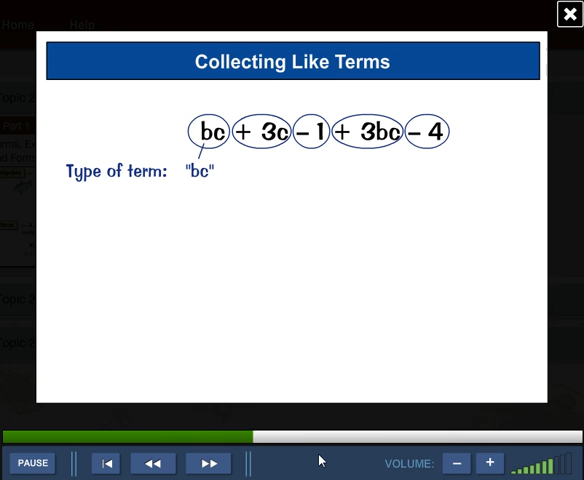 Home Help
Collecting Like Terms
bc + 3c – 1 + 3bc – 4
Type of term: "bc"
PAUSE
VOLUME: – +